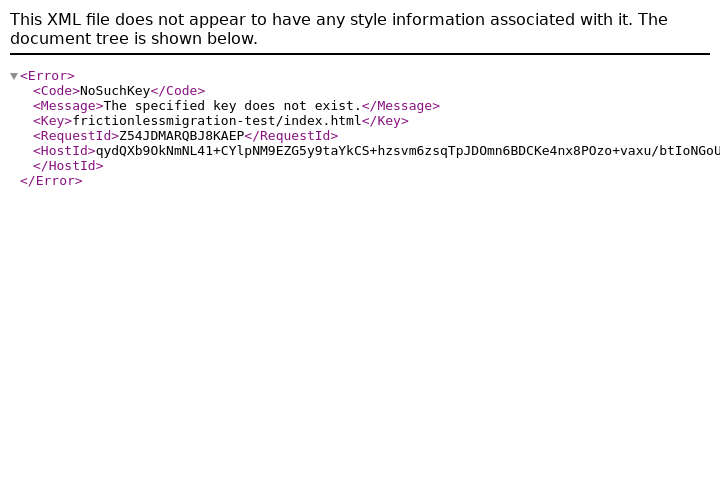 This XML file does not appear to have any style information associated with it. The
document tree is shown below.
<Error>
<Code>NoSuchKey</Code>
<Message>The specified key does not exist.</Message>
<Key>frictionlessmigration-test/index.html</Key>
<RequestId>Z54JDMARQBJ8KAEP</RequestId>
<HostId>qydQXb9OkNmNL41+CYlpNM9EZG5y9taYkCS+hzsvm6zsqTpJDOmn6BDCKe4nx8POzo+vaxu/btIoNGoU
</HostId>
</Error>